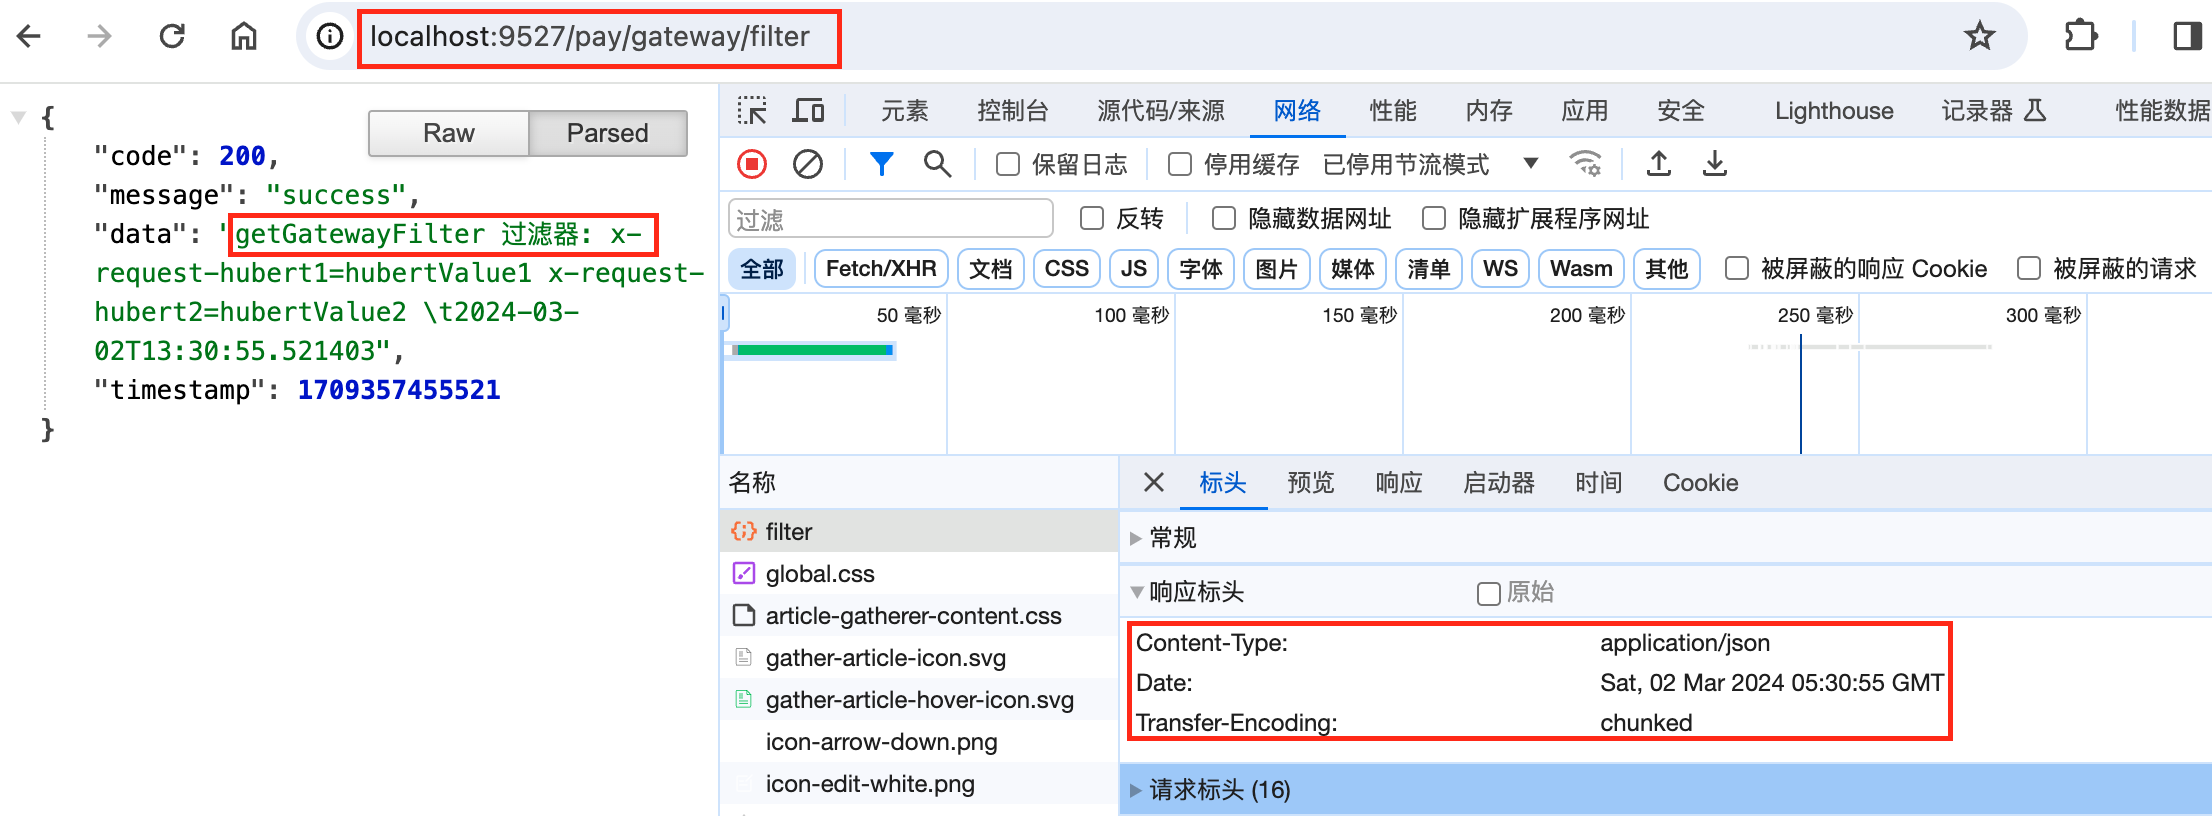 localhost:9527/pay/gateway/filter
{
Raw
Parsed
"code": 200,
"message": "success",
"data": "getGatewayFilter 过滤器: x-
request-hubert1=hubertValue1 x-request-
hubert2=hubertValue2 \t2024-03-
02T13:30:55.521403",
"timestamp": 1709357455521
}
元素 控制台 源代码/来源 网络 性能 内存 应用 安全 Lighthouse 记录器 性能数据
保留日志 停用缓存 已停用节流模式
过滤 反转 隐藏数据网址 隐藏扩展程序网址
全部 Fetch/XHR 文档 CSS JS 字体 图片 媒体 清单 WS Wasm 其他 被屏蔽的响应 Cookie 被屏蔽的请求
50 毫秒 100 毫秒 150 毫秒 200 毫秒 250 毫秒 300 毫秒
名称
filter
global.css
article-gatherer-content.css
gather-article-icon.svg
gather-article-hover-icon.svg
icon-arrow-down.png
icon-edit-white.png
标头 预览 响应 启动器 时间 Cookie
常规
响应标头 原始
Content-Type: application/json
Date: Sat, 02 Mar 2024 05:30:55 GMT
Transfer-Encoding: chunked
请求标头 (16)